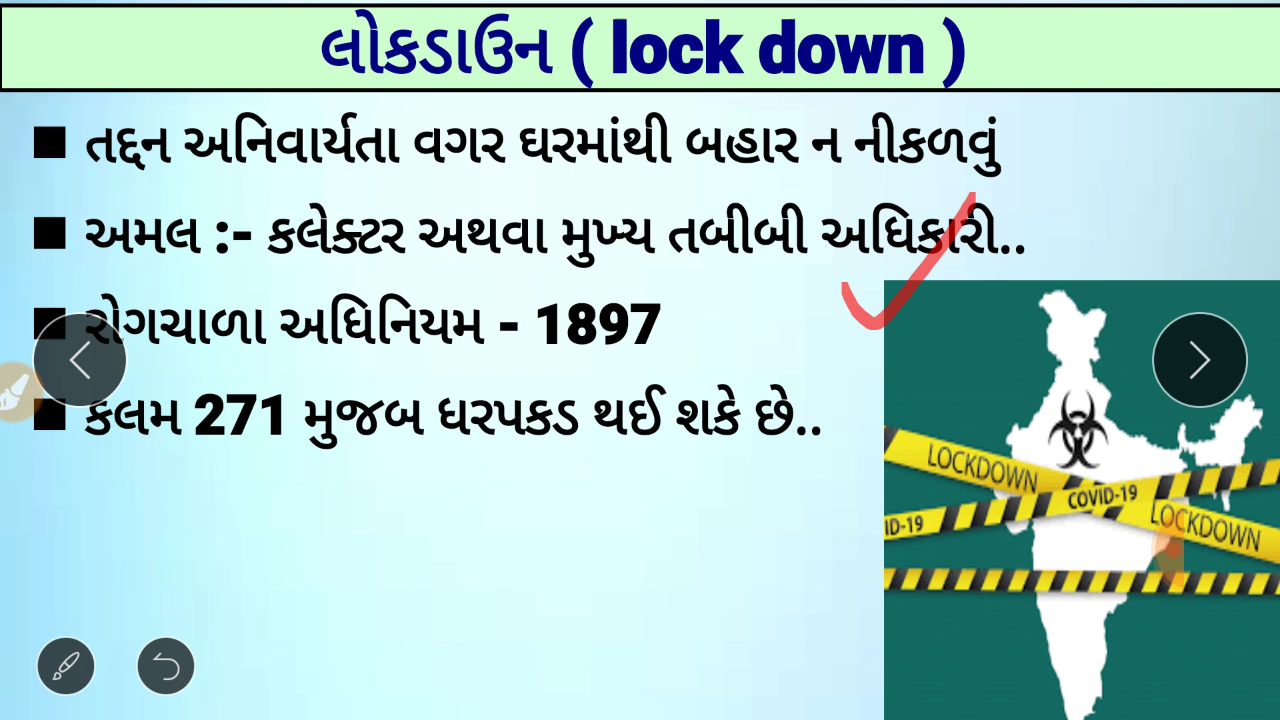 લોકડાઉન ( lock down )
■ તદ્દન અનિવાર્યતા વગર ઘરમાંથી બહાર ન નીકળવું
■ અમલ :- કલેક્ટર અથવા મુખ્ય તબીબી અધિકારી..
■ રોગચાળા અધિનિયમ - 1897
■ કલમ 271 મુજબ ધરપકડ થઈ શકે છે..
LOCKDOWN
COVID-19
ID-19
LOCKDOWN